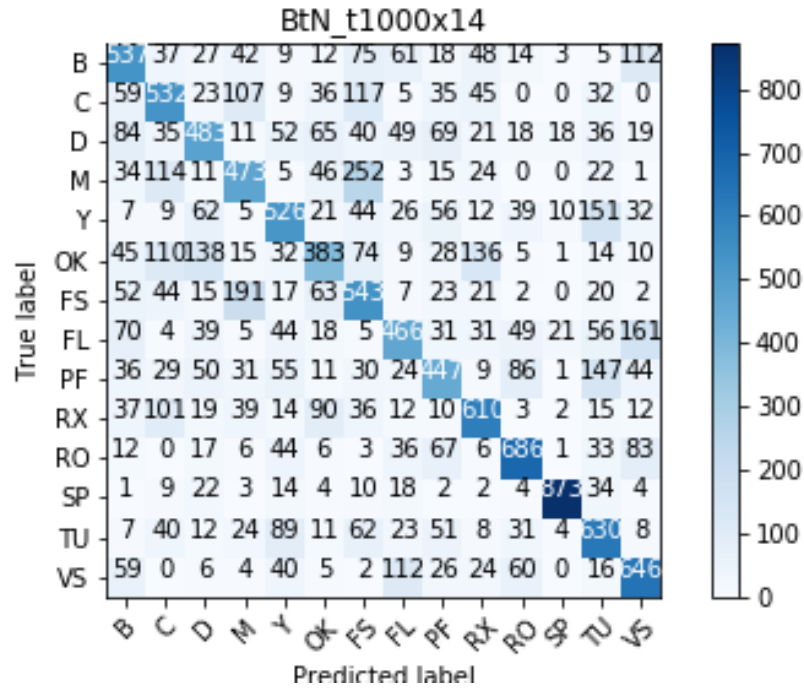 BtN_t1000x14
B 537 37 27 42 9 12 75 61 18 48 14 3 5 112
C 59 532 23 107 9 36 117 5 35 45 0 0 32 0 800
D 84 35 483 11 52 65 40 49 69 21 18 18 36 19 700
M 34 114 11 473 5 46 252 3 15 24 0 0 22 1
Y 7 9 62 5 526 21 44 26 56 12 39 10 151 32 600
OK 45 110 138 15 32 383 74 9 28 136 5 1 14 10 500
FS 52 44 15 191 17 63 543 7 23 21 2 0 20 2
FL 70 4 39 5 44 18 5 466 31 31 49 21 56 161 400
PF 36 29 50 31 55 11 30 24 447 9 86 1 147 44 300
RX 37 101 19 39 14 90 36 12 10 610 3 2 15 12
RO 12 0 17 6 44 6 3 36 67 6 686 1 33 83 200
SP 1 9 22 3 14 4 10 18 2 2 4 873 34 4
TU 7 40 12 24 89 11 62 23 51 8 31 4 630 8 100
VS 59 0 6 4 40 5 2 112 26 24 60 0 16 646 0
True label
B C D M Y OK FS FL PF RX RO SP TU VS
Predicted label